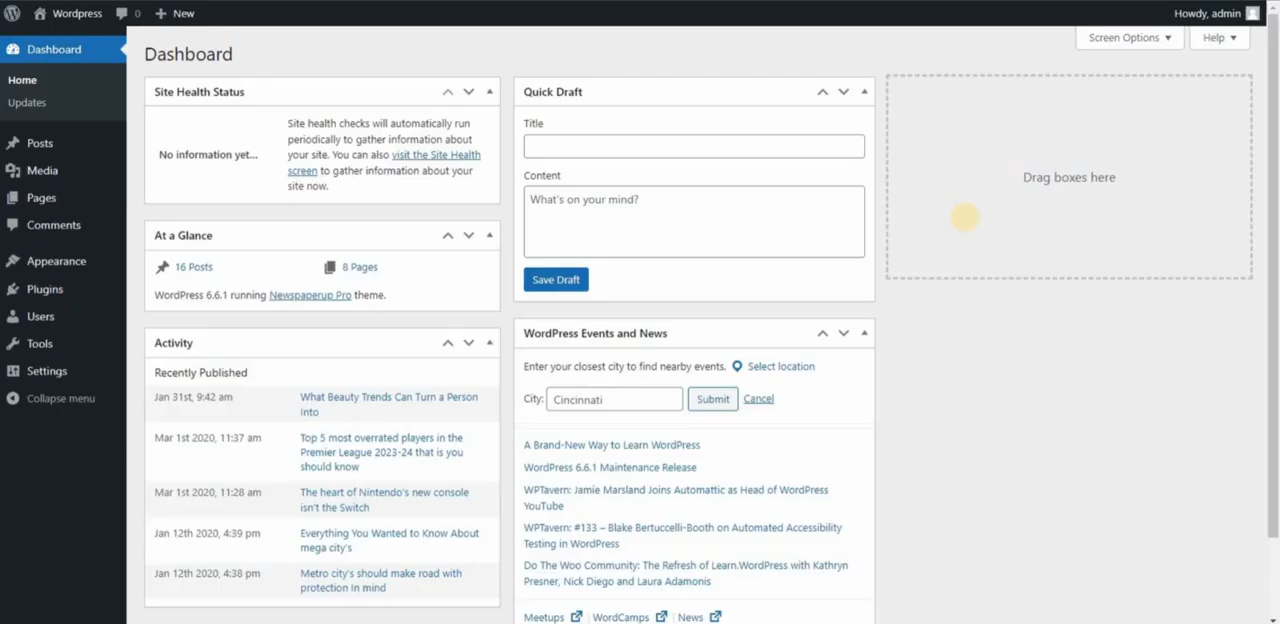 Wordpress
0
New
Howdy, admin
Dashboard
Home
Updates
Posts
Media
Pages
Comments
Appearance
Plugins
Users
Tools
Settings
Collapse menu
Screen Options
Help
Dashboard
Site Health Status
No information yet...
Site health checks will automatically run
periodically to gather information about
your site. You can also visit the Site Health
screen to gather information about your
site now.
At a Glance
16 Posts
8 Pages
WordPress 6.6.1 running Newspaperup Pro theme.
Activity
Recently Published
Jan 31st, 9:42 am
What Beauty Trends Can Turn a Person
Into
Mar 1st 2020, 11:37 am
Top 5 most overrated players in the
Premier League 2023-24 that is you
should know
Mar 1st 2020, 11:28 am
The heart of Nintendo's new console
isn't the Switch
Jan 12th 2020, 4:39 pm
Everything You Wanted to Know About
mega city's
Jan 12th 2020, 4:38 pm
Metro city's should make road with
protection In mind
Quick Draft
Title
Content
What's on your mind?
Save Draft
WordPress Events and News
Enter your closest city to find nearby events. Select location
City: Cincinnati Submit Cancel
A Brand-New Way to Learn WordPress
WordPress 6.6.1 Maintenance Release
WPTavern: Jamie Marsland Joins Automattic as Head of WordPress
YouTube
WPTavern: #133 – Blake Bertuccelli-Booth on Automated Accessibility
Testing in WordPress
Do The Woo Community: The Refresh of Learn.WordPress with Kathryn
Presner, Nick Diego and Laura Adamonis
Meetups | WordCamps | News
Drag boxes here